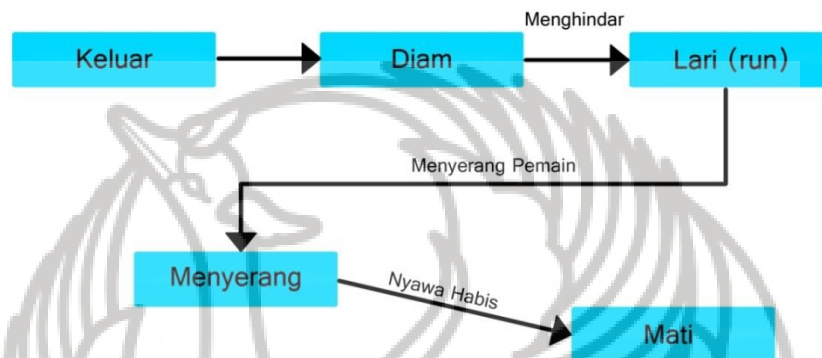 Menghindar
Keluar
Diam
Lari (run)
Menyerang Pemain
Menyerang
Nyawa Habis
Mati